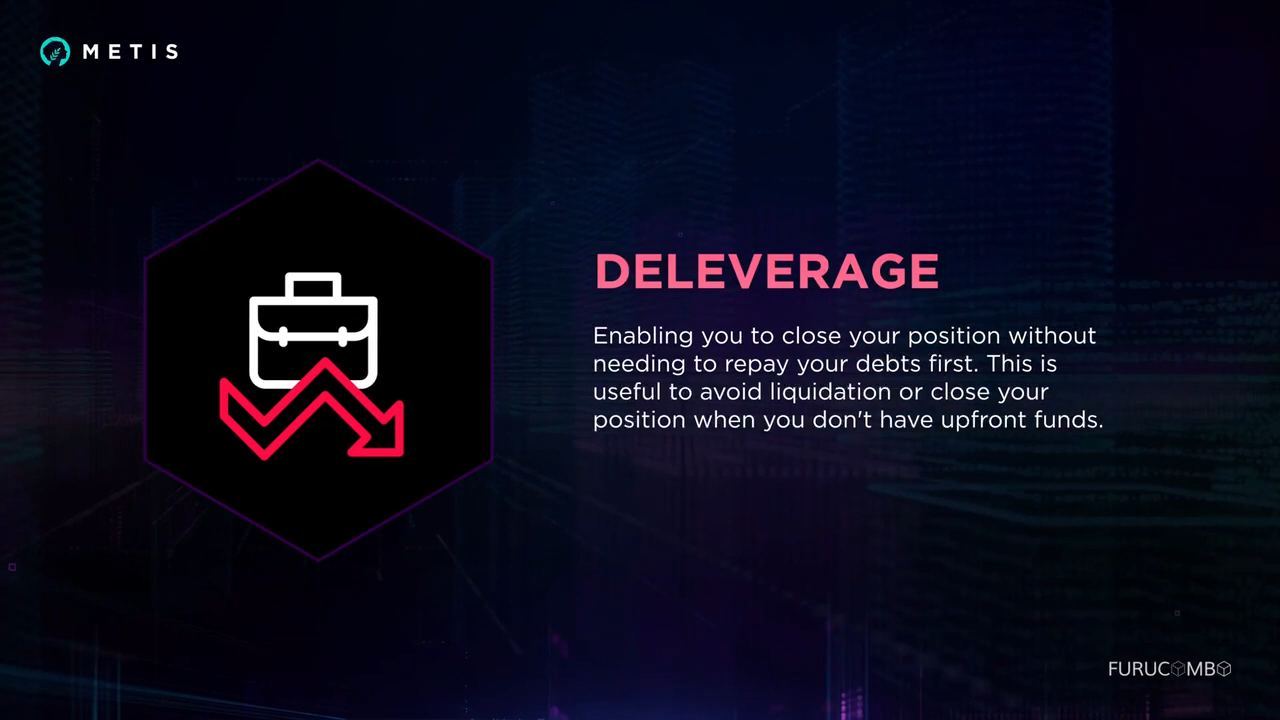 METIS
DELEVERAGE
Enabling you to close your position without
needing to repay your debts first. This is
useful to avoid liquidation or close your
position when you don't have upfront funds.
FURUCOMBO